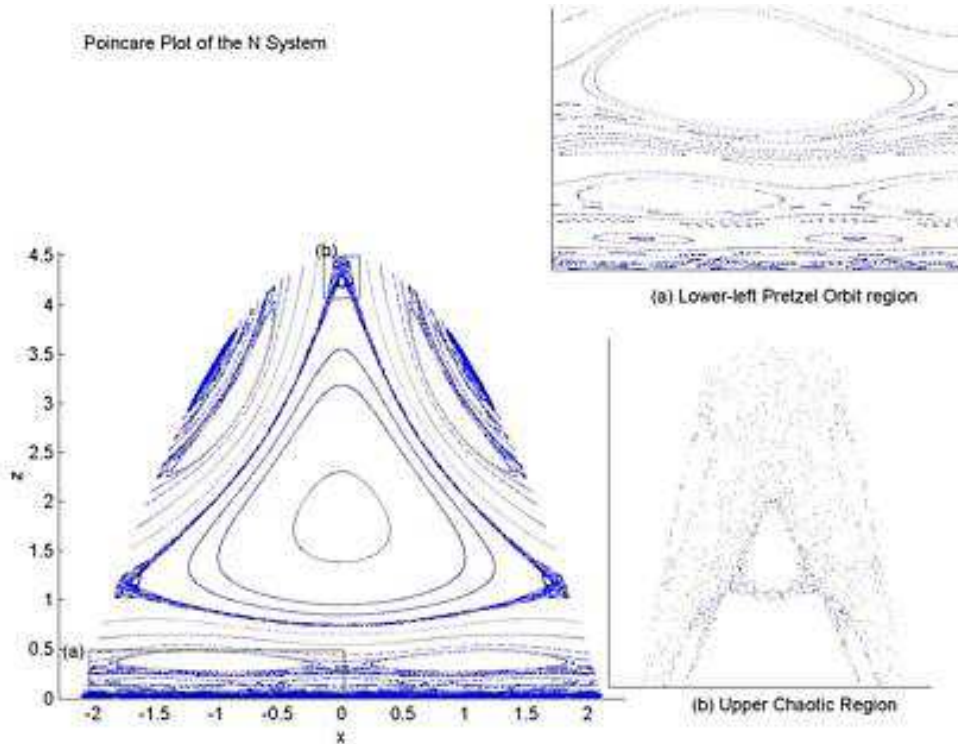 Poincare Plot of the N System
(a) Lower-left Pretzel Orbit region
(b)
4.5
4
3.5
3
2.5
2
1.5
1
0.5
0
z
(a)
-2
-1.5
-1
-0.5
0
0.5
1
1.5
2
x
(b) Upper Chaotic Region